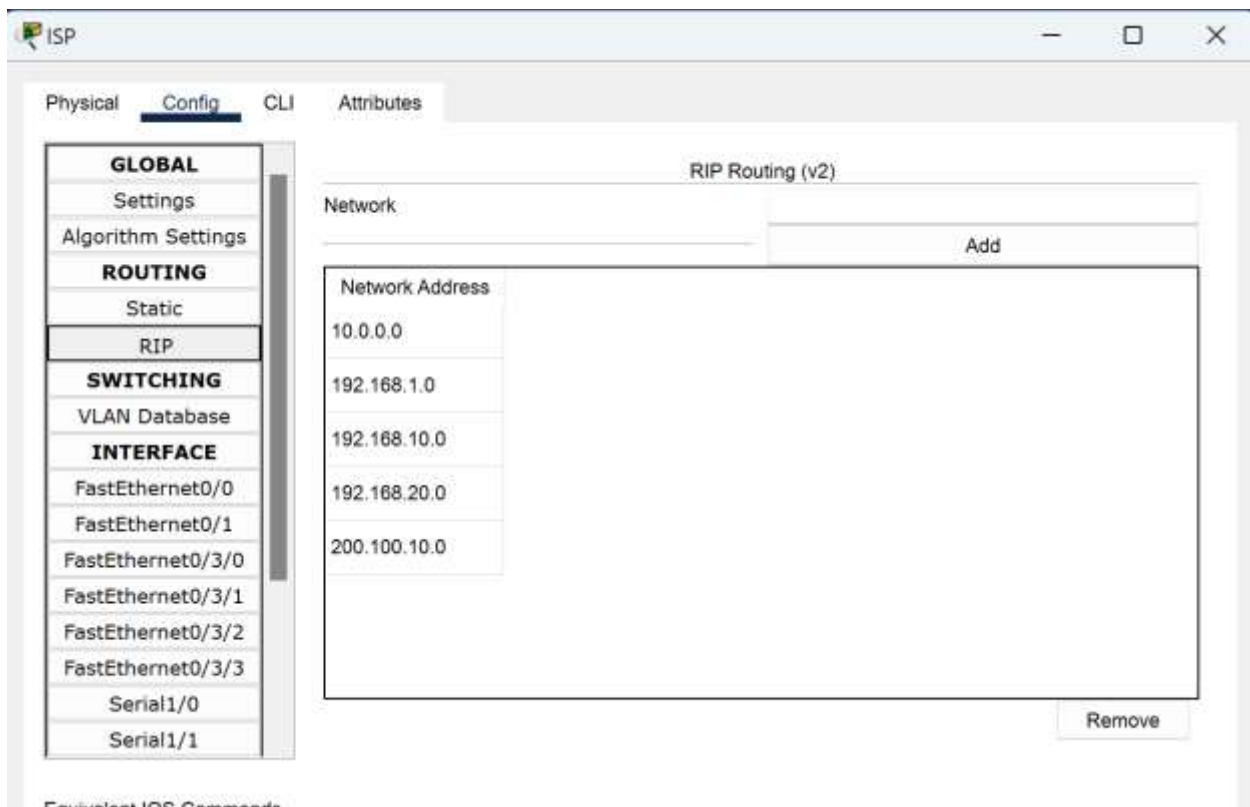 ISP
Physical Config CLI Attributes
GLOBAL
Settings
Algorithm Settings
ROUTING
Static
RIP
SWITCHING
VLAN Database
INTERFACE
FastEthernet0/0
FastEthernet0/1
FastEthernet0/3/0
FastEthernet0/3/1
FastEthernet0/3/2
FastEthernet0/3/3
Serial1/0
Serial1/1
RIP Routing (v2)
Network
Add
Network Address
10.0.0.0
192.168.1.0
192.168.10.0
192.168.20.0
200.100.10.0
Remove
Equivalent IOS Commands